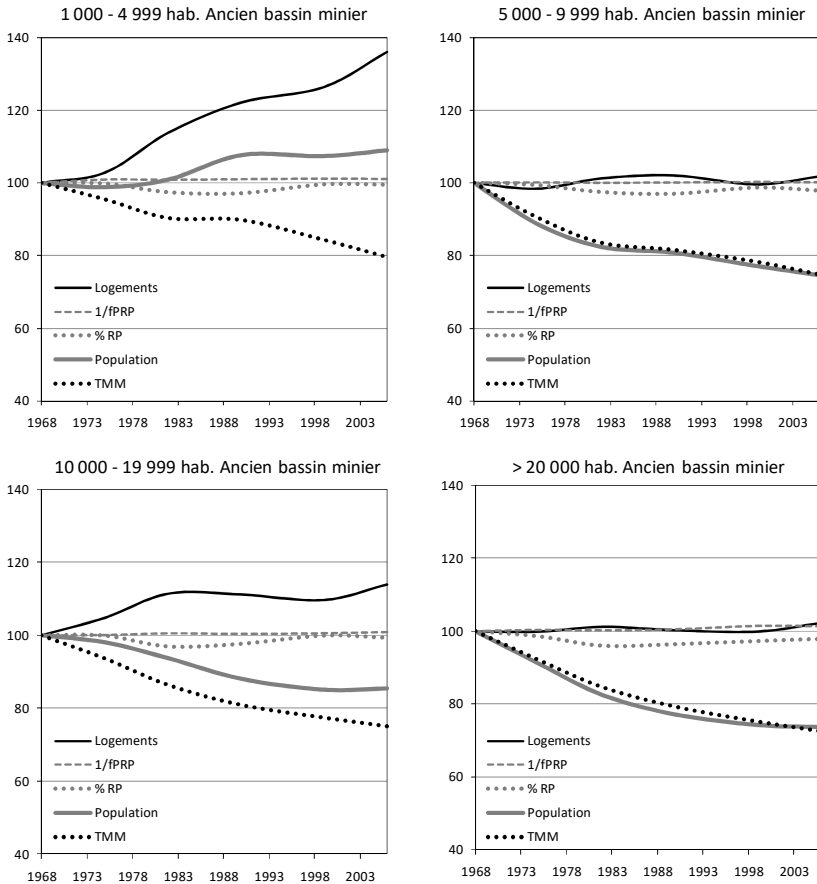 1 000 - 4 999 hab. Ancien bassin minier
140
120
100
80
60
40
Logements
1/fPRP
% RP
Population
TMM
1968 1973 1978 1983 1988 1993 1998 2003
5 000 - 9 999 hab. Ancien bassin minier
140
120
100
80
60
40
Logements
1/fPRP
% RP
Population
TMM
1968 1973 1978 1983 1988 1993 1998 2003
10 000 - 19 999 hab. Ancien bassin minier
140
120
100
80
60
40
Logements
1/fPRP
% RP
Population
TMM
1968 1973 1978 1983 1988 1993 1998 2003
> 20 000 hab. Ancien bassin minier
140
120
100
80
60
40
Logements
1/fPRP
% RP
Population
TMM
1968 1973 1978 1983 1988 1993 1998 2003